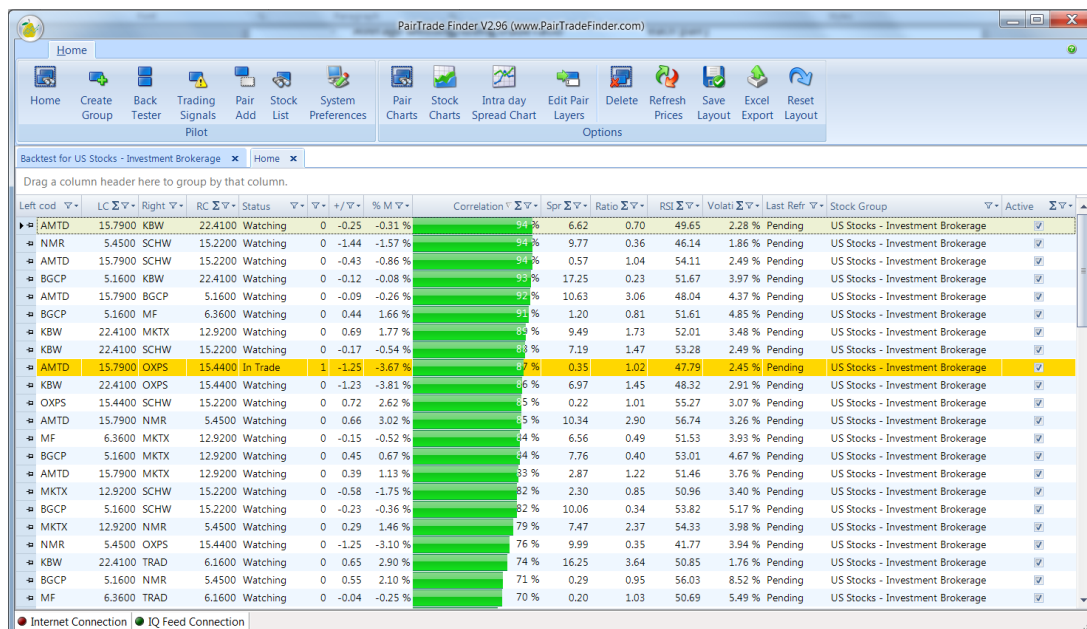 PairTrade Finder V2.96 (www.PairTradeFinder.com)
Home
Home Create Group Back Tester Trading Signals Pair Add Stock List System Preferences Pair Charts Stock Charts Intra day Spread Chart Edit Pair Layers Delete Refresh Prices Save Layout Excel Export Reset Layout
Pilot Options
Backtest for US Stocks - Investment Brokerage x Home x
Drag a column header here to group by that column.
Left cod LC Σ Right RC Σ Status +/ % M Correlation Σ Spr Σ Ratio Σ RSI Σ Volati Σ Last Refr Stock Group Active Σ
AMTD 15.7900 KBW 22.4100 Watching 0 -0.25 -0.31 % 94 % 6.62 0.70 49.65 2.28 % Pending US Stocks - Investment Brokerage
NMR 5.4500 SCHW 15.2200 Watching 0 -1.44 -1.57 % 94 % 9.77 0.36 46.14 1.86 % Pending US Stocks - Investment Brokerage
AMTD 15.7900 SCHW 15.2200 Watching 0 -0.43 -0.86 % 94 % 0.57 1.04 54.11 2.49 % Pending US Stocks - Investment Brokerage
BGCP 5.1600 KBW 22.4100 Watching 0 -0.12 -0.08 % 93 % 17.25 0.23 51.67 3.97 % Pending US Stocks - Investment Brokerage
AMTD 15.7900 BGCP 5.1600 Watching 0 -0.09 -0.26 % 92 % 10.63 3.06 48.04 4.37 % Pending US Stocks - Investment Brokerage
BGCP 5.1600 MF 6.3600 Watching 0 0.44 1.66 % 91 % 1.20 0.81 51.61 4.85 % Pending US Stocks - Investment Brokerage
KBW 22.4100 MKTX 12.9200 Watching 0 0.69 1.77 % 89 % 9.49 1.73 52.01 3.48 % Pending US Stocks - Investment Brokerage
KBW 22.4100 SCHW 15.2200 Watching 0 -0.17 -0.54 % 88 % 7.19 1.47 53.28 2.49 % Pending US Stocks - Investment Brokerage
AMTD 15.7900 OXPS 15.4400 In Trade 1 -1.25 -3.67 % 87 % 0.35 1.02 47.79 2.45 % Pending US Stocks - Investment Brokerage
KBW 22.4100 OXPS 15.4400 Watching 0 -1.23 -3.81 % 86 % 6.97 1.45 48.32 2.91 % Pending US Stocks - Investment Brokerage
OXPS 15.4400 SCHW 15.2200 Watching 0 0.72 2.62 % 85 % 0.22 1.01 55.27 3.07 % Pending US Stocks - Investment Brokerage
AMTD 15.7900 NMR 5.4500 Watching 0 0.66 3.02 % 85 % 10.34 2.90 56.74 3.26 % Pending US Stocks - Investment Brokerage
MF 6.3600 MKTX 12.9200 Watching 0 -0.15 -0.52 % 84 % 6.56 0.49 51.53 3.93 % Pending US Stocks - Investment Brokerage
BGCP 5.1600 MKTX 12.9200 Watching 0 0.45 0.67 % 84 % 7.76 0.40 53.01 4.67 % Pending US Stocks - Investment Brokerage
AMTD 15.7900 MKTX 12.9200 Watching 0 0.39 1.13 % 83 % 2.87 1.22 51.46 3.76 % Pending US Stocks - Investment Brokerage
MKTX 12.9200 SCHW 15.2200 Watching 0 -0.58 -1.75 % 82 % 2.30 0.85 50.96 3.40 % Pending US Stocks - Investment Brokerage
BGCP 5.1600 SCHW 15.2200 Watching 0 -0.23 -0.36 % 82 % 10.06 0.34 53.82 5.17 % Pending US Stocks - Investment Brokerage
MKTX 12.9200 NMR 5.4500 Watching 0 0.29 1.46 % 79 % 7.47 2.37 54.33 3.98 % Pending US Stocks - Investment Brokerage
NMR 5.4500 OXPS 15.4400 Watching 0 -1.25 -3.10 % 76 % 9.99 0.35 41.77 3.94 % Pending US Stocks - Investment Brokerage
KBW 22.4100 TRAD 6.1600 Watching 0 0.65 2.90 % 74 % 16.25 3.64 50.85 1.76 % Pending US Stocks - Investment Brokerage
BGCP 5.1600 NMR 5.4500 Watching 0 0.55 2.10 % 71 % 0.29 0.95 56.03 8.52 % Pending US Stocks - Investment Brokerage
MF 6.3600 TRAD 6.1600 Watching 0 -0.04 -0.25 % 70 % 0.20 1.03 50.69 5.49 % Pending US Stocks - Investment Brokerage
Internet Connection IQ Feed Connection